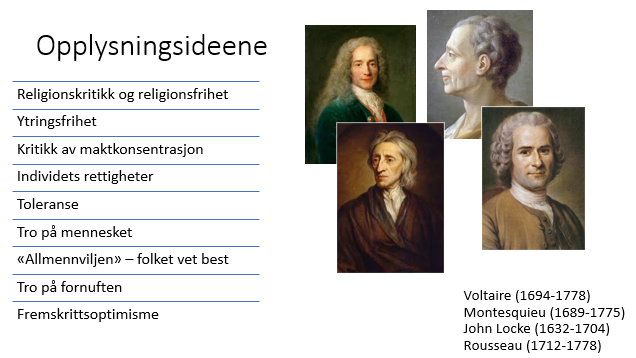 Opplysningsideene
Religionskritikk og religionsfrihet
Ytringsfrihet
Kritikk av maktkonsentrasjon
Individets rettigheter
Toleranse
Tro på mennesket
«Allmennviljen» – folket vet best
Tro på fornuften
Fremskrittsoptimisme
Voltaire (1694-1778)
Montesquieu (1689-1775)
John Locke (1632-1704)
Rousseau (1712-1778)